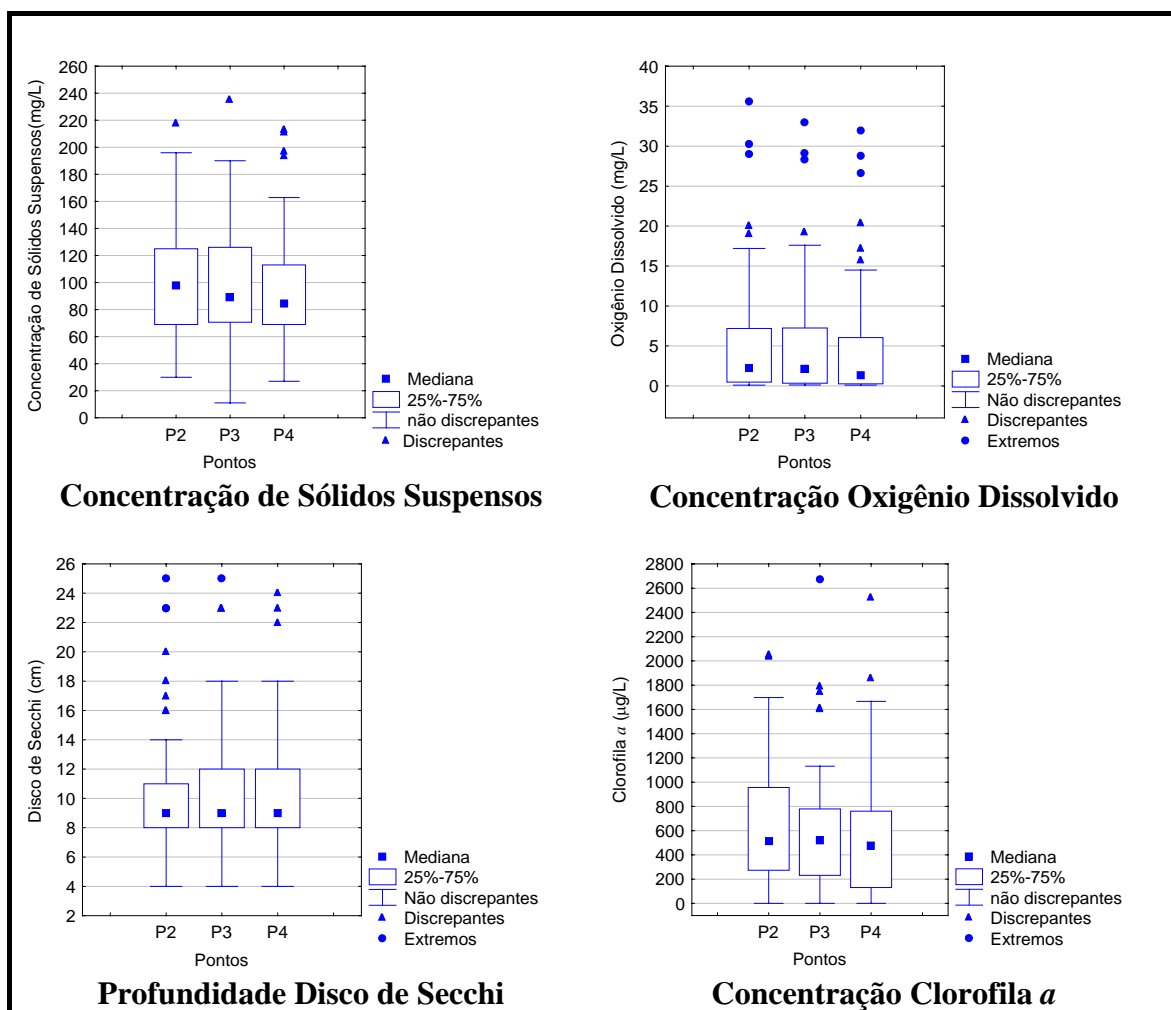 Concentração de Sólidos Suspensos(mg/L)
260
240
220
200
180
160
140
120
100
80
60
40
20
0
P2 P3 P4
Pontos
Mediana
25%-75%
não discrepantes
Discrepantes
Concentração de Sólidos Suspensos
Oxigênio Dissolvido (mg/L)
40
35
30
25
20
15
10
5
0
P2 P3 P4
Pontos
Mediana
25%-75%
Não discrepantes
Discrepantes
Extremos
Concentração Oxigênio Dissolvido
Disco de Secchi (cm)
26
24
22
20
18
16
14
12
10
8
6
4
2
P2 P3 P4
Pontos
Mediana
25%-75%
Não discrepantes
Discrepantes
Extremos
Profundidade Disco de Secchi
Clorofila a (µg/L)
2800
2600
2400
2200
2000
1800
1600
1400
1200
1000
800
600
400
200
0
P2 P3 P4
Pontos
Mediana
25%-75%
não discrepantes
Discrepantes
Extremos
Concentração Clorofila a